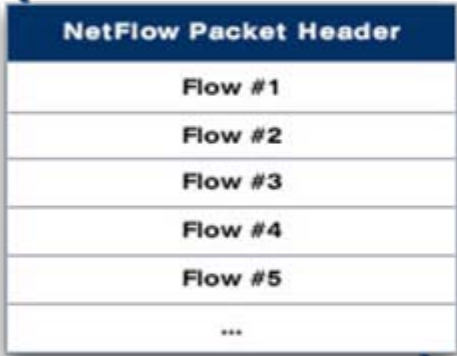 NetFlow Packet Header
Flow #1
Flow #2
Flow #3
Flow #4
Flow #5
...